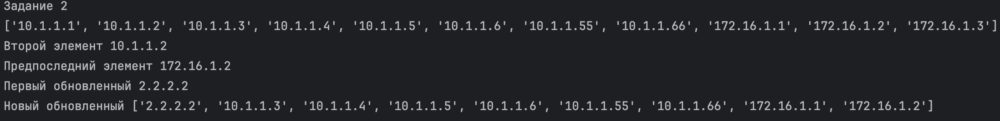 Задание 2
['10.1.1.1', '10.1.1.2', '10.1.1.3', '10.1.1.4', '10.1.1.5', '10.1.1.6', '10.1.1.55', '10.1.1.66', '172.16.1.1', '172.16.1.2', '172.16.1.3']
Второй элемент 10.1.1.2
Предпоследний элемент 172.16.1.2
Первый обновленный 2.2.2.2
Новый обновленный ['2.2.2.2', '10.1.1.3', '10.1.1.4', '10.1.1.5', '10.1.1.6', '10.1.1.55', '10.1.1.66', '172.16.1.1', '172.16.1.2']